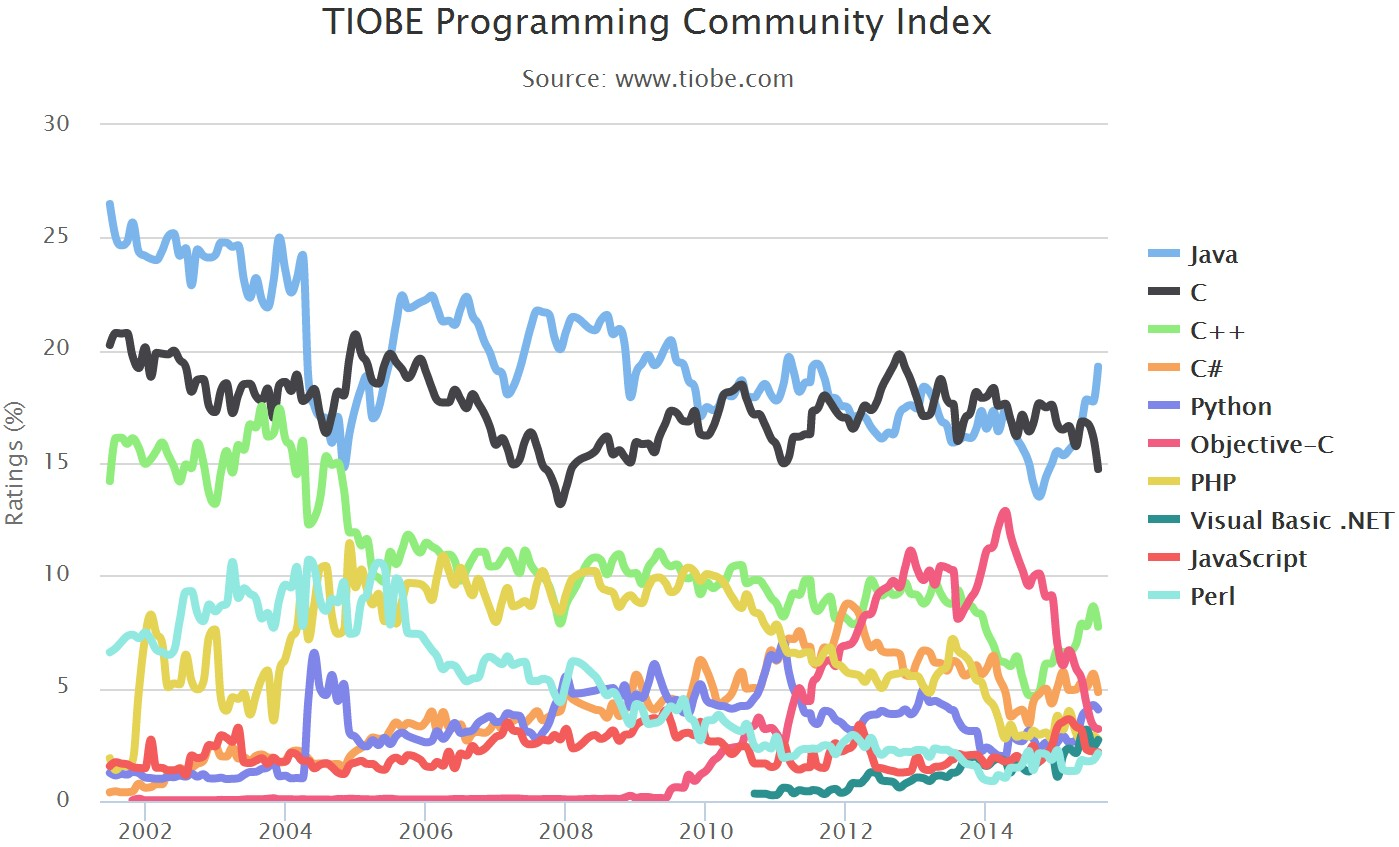 TIOBE Programming Community Index
Source: www.tiobe.com
Ratings (%)
30
25
20
15
10
5
0
2002 2004 2006 2008 2010 2012 2014
Java
C
C++
C#
Python
Objective-C
PHP
Visual Basic .NET
JavaScript
Perl